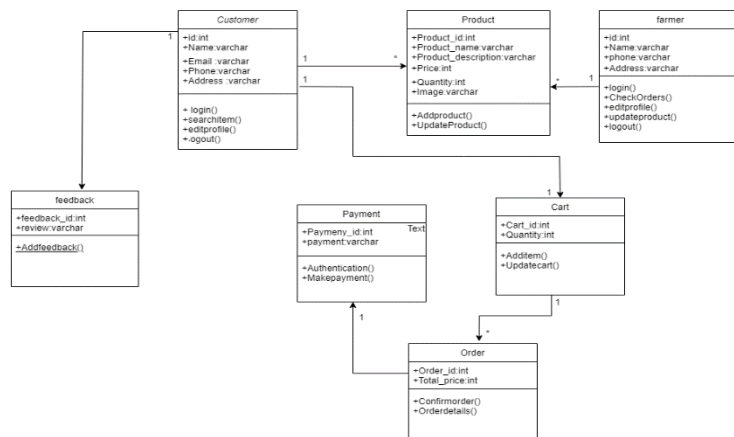 Customer
+id:int
+Name:varchar
+Email :varchar
+Phone:varchar
+Address :varchar
+ login()
+searchitem()
+editprofile()
+.ogout()
Product
+Product_id:int
+Product_name:varchar
+Product_description:varchar
+Price:int
+Quantity:int
+Image:varchar
+Addproduct()
+UpdateProduct()
farmer
+id:int
+Name:varchar
+phone:varchar
+Address:varchar
+login()
+CheckOrders()
+editprofile()
+updateproduct()
+logout()
1
1
*
1
*
1
feedback
+feedback_id:int
+review:varchar
+Addfeedback()
Payment
Text
+Paymeny_id:int
+payment:varchar
+Authentication()
+Makepayment()
1
Cart
+Cart_id:int
+Quantity:int
+Additem()
+Updatecart()
1
1
*
Order
+Order_id:int
+Total_price:int
+Confirmorder()
+Orderdetails()